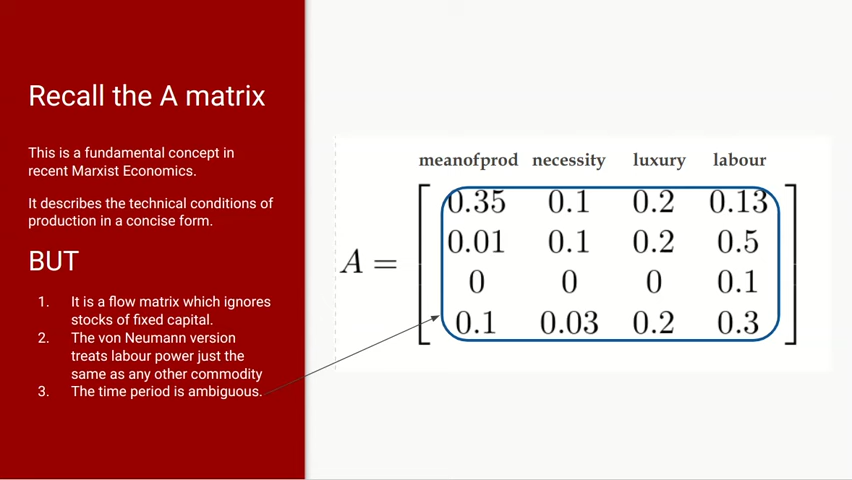 Recall the A matrix
This is a fundamental concept in
recent Marxist Economics.
It describes the technical conditions of
production in a concise form.
BUT
1. It is a flow matrix which ignores
stocks of fixed capital.
2. The von Neumann version
treats labour power just the
same as any other commodity
3. The time period is ambiguous.
meanofprod necessity luxury labour
0.35 0.1 0.2 0.13
0.01 0.1 0.2 0.5
A =
0 0 0 0.1
0.1 0.03 0.2 0.3